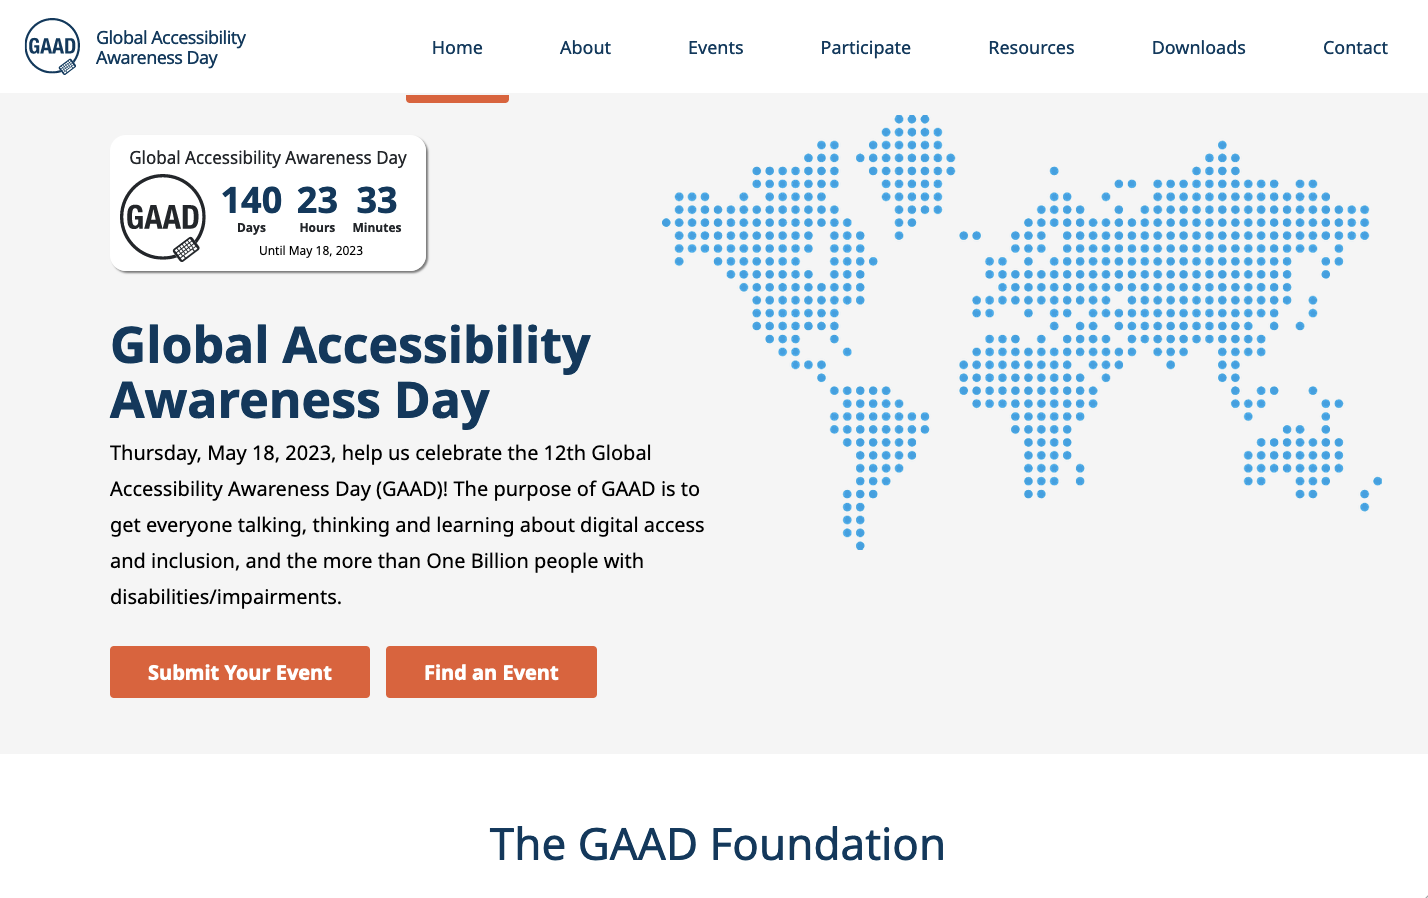 GAAD
Global Accessibility
Awareness Day
Home
About
Events
Participate
Resources
Downloads
Contact
Global Accessibility Awareness Day
GAAD
140 23 33
Days Hours Minutes
Until May 18, 2023
Global Accessibility
Awareness Day
Thursday, May 18, 2023, help us celebrate the 12th Global
Accessibility Awareness Day (GAAD)! The purpose of GAAD is to
get everyone talking, thinking and learning about digital access
and inclusion, and the more than One Billion people with
disabilities/impairments.
Submit Your Event
Find an Event
The GAAD Foundation